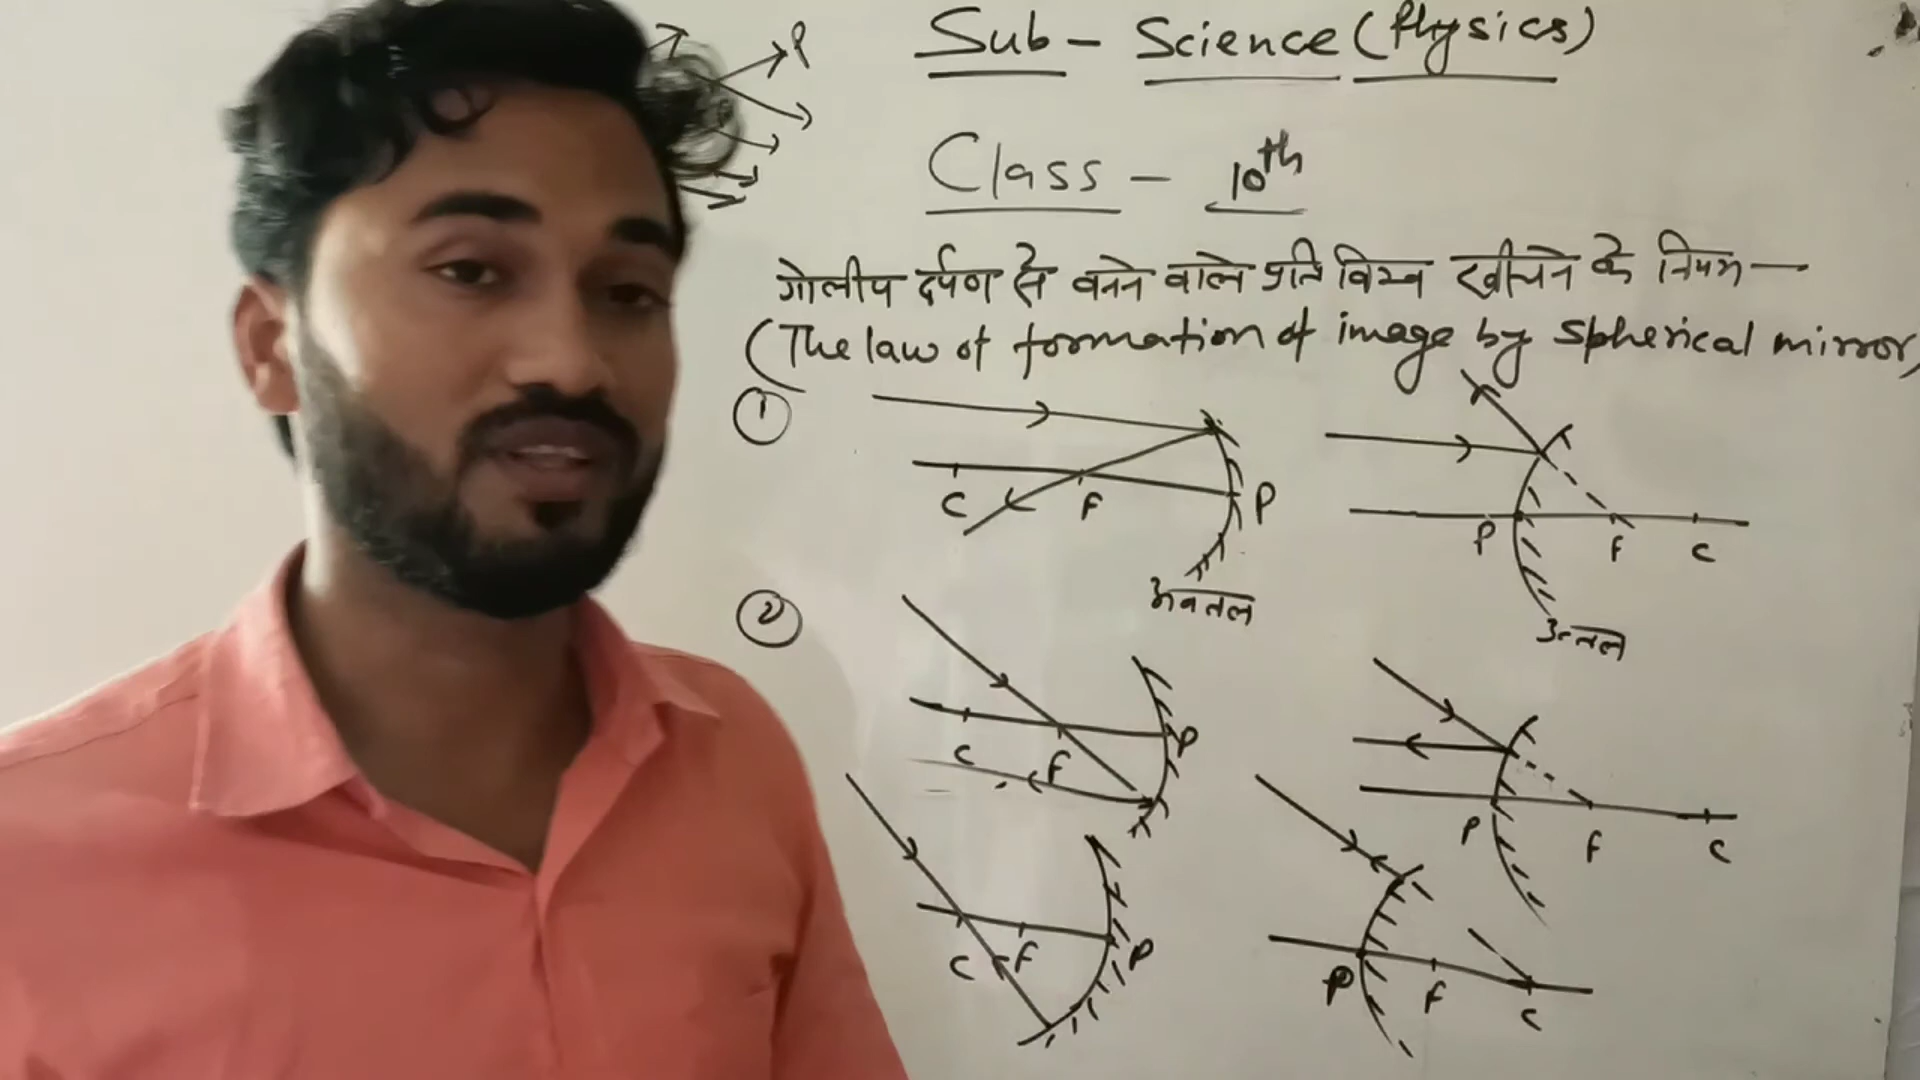 Sub - Science (Physics)
Class - 10th
गोलीय दर्पण से बनने वाले प्रति विम्ब खींचने के नियम —
(The law of formation of image by spherical mirror)
①
C F P
अवतल
P F C
उत्तल
②
C F P
P F C
C F P
P F C